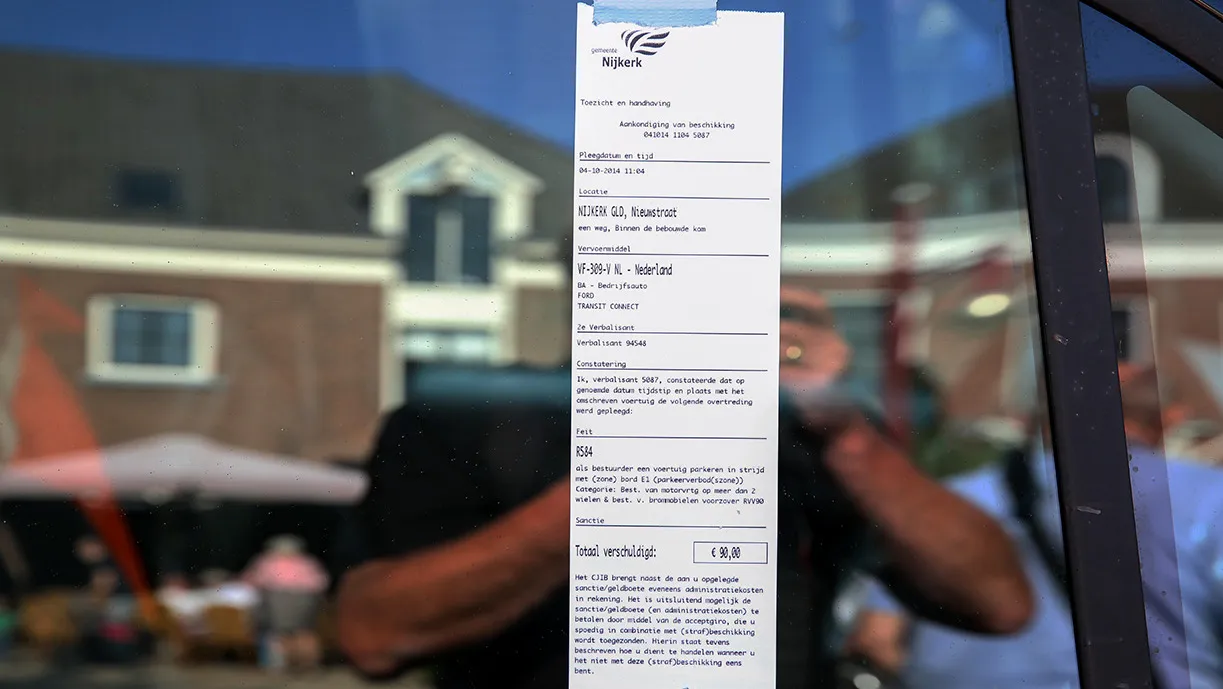 gemeente
Nijkerk
Toezicht en handhaving
Aankondiging van beschikking
041014 1104 5087
Pleegdatum en tijd
04-10-2014 11:04
Locatie
NIJKERK GLD, Nieuwstraat
een weg, Binnen de bebouwde kom
Vervoermiddel
VF-309-V NL - Nederland
BA - Bedrijfsauto
FORD
TRANSIT CONNECT
2e Verbalisant
Verbalisant 94548
Constatering
Ik, verbalisant 5087, constateerde dat op
genoemde datum tijdstip en plaats met het
omschreven voertuig de volgende overtreding
werd gepleegd:
Feit
R584
als bestuurder een voertuig parkeren in strijd
met (zone) bord E1 (parkeerverbod(szone))
Categorie: Best. van motorvrtg op meer dan 2
wielen & best. v. brommobielen voorzover RVV90
Sanctie
Totaal verschuldigd: € 90,00
Het CJIB brengt naast de aan u opgelegde
sanctie/geldboete eveneens administratiekosten
in rekening. Het is uitsluitend mogelijk de
sanctie/geldboete (en administratiekosten) te
betalen door middel van de acceptgiro, die u
spoedig in combinatie met (straf)beschikking
wordt toegezonden. Hierin staat tevens
beschreven hoe u dient te handelen wanneer u
het niet met deze (straf)beschikking eens
bent.